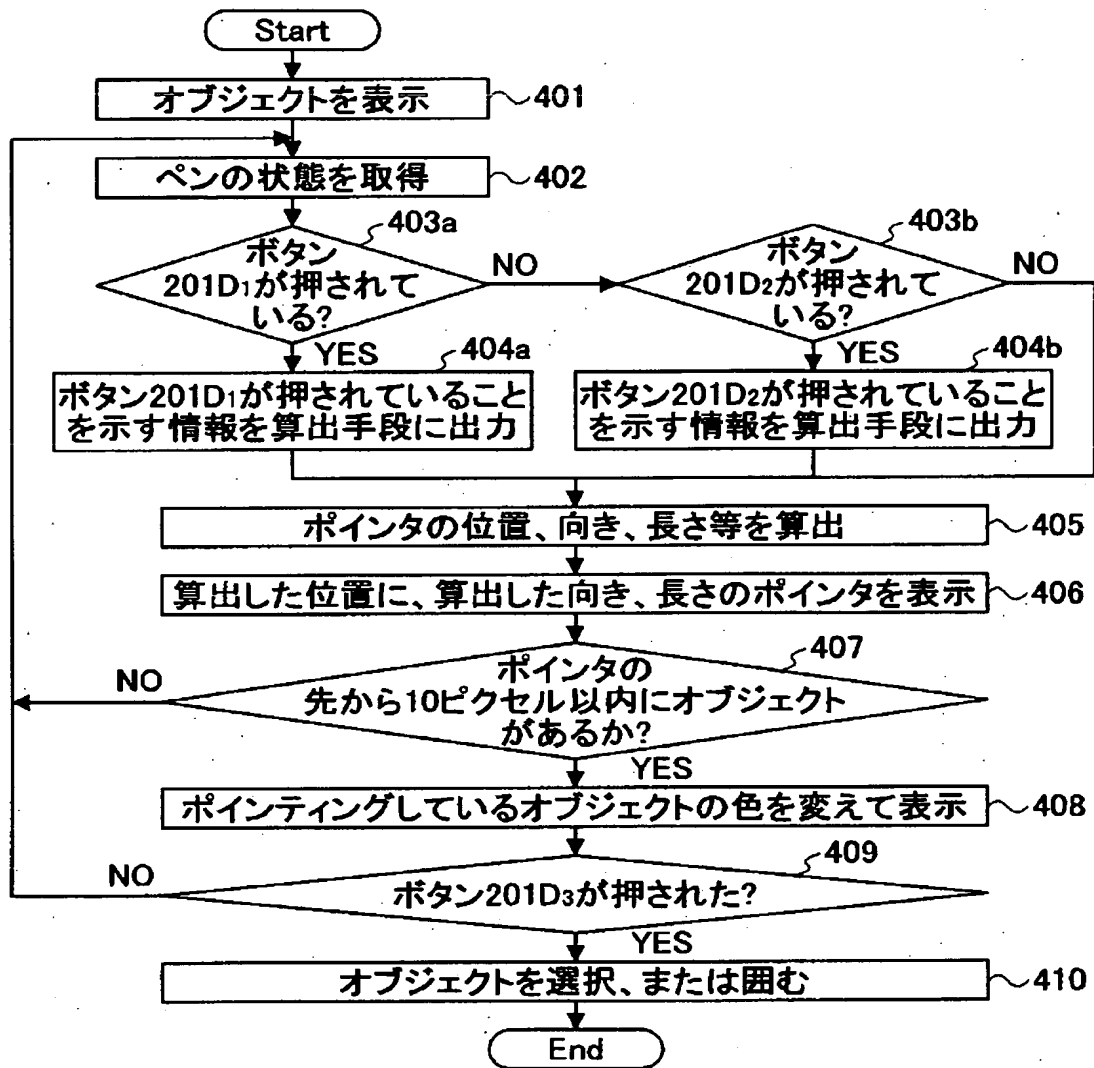 Start
オブジェクトを表示
401
ペンの状態を取得
402
403a
ボタン
201D₁が押されて
いる?
NO
403b
ボタン
201D₂が押されて
いる?
NO
YES
404a
ボタン201D₁が押されていること
を示す情報を算出手段に出力
YES
404b
ボタン201D₂が押されていること
を示す情報を算出手段に出力
ポインタの位置、向き、長さ等を算出
405
算出した位置に、算出した向き、長さのポインタを表示
406
407
ポインタの
先から10ピクセル以内にオブジェクト
があるか?
NO
YES
ポインティングしているオブジェクトの色を変えて表示
408
409
ボタン201D₃が押された?
NO
YES
オブジェクトを選択、または囲む
410
End